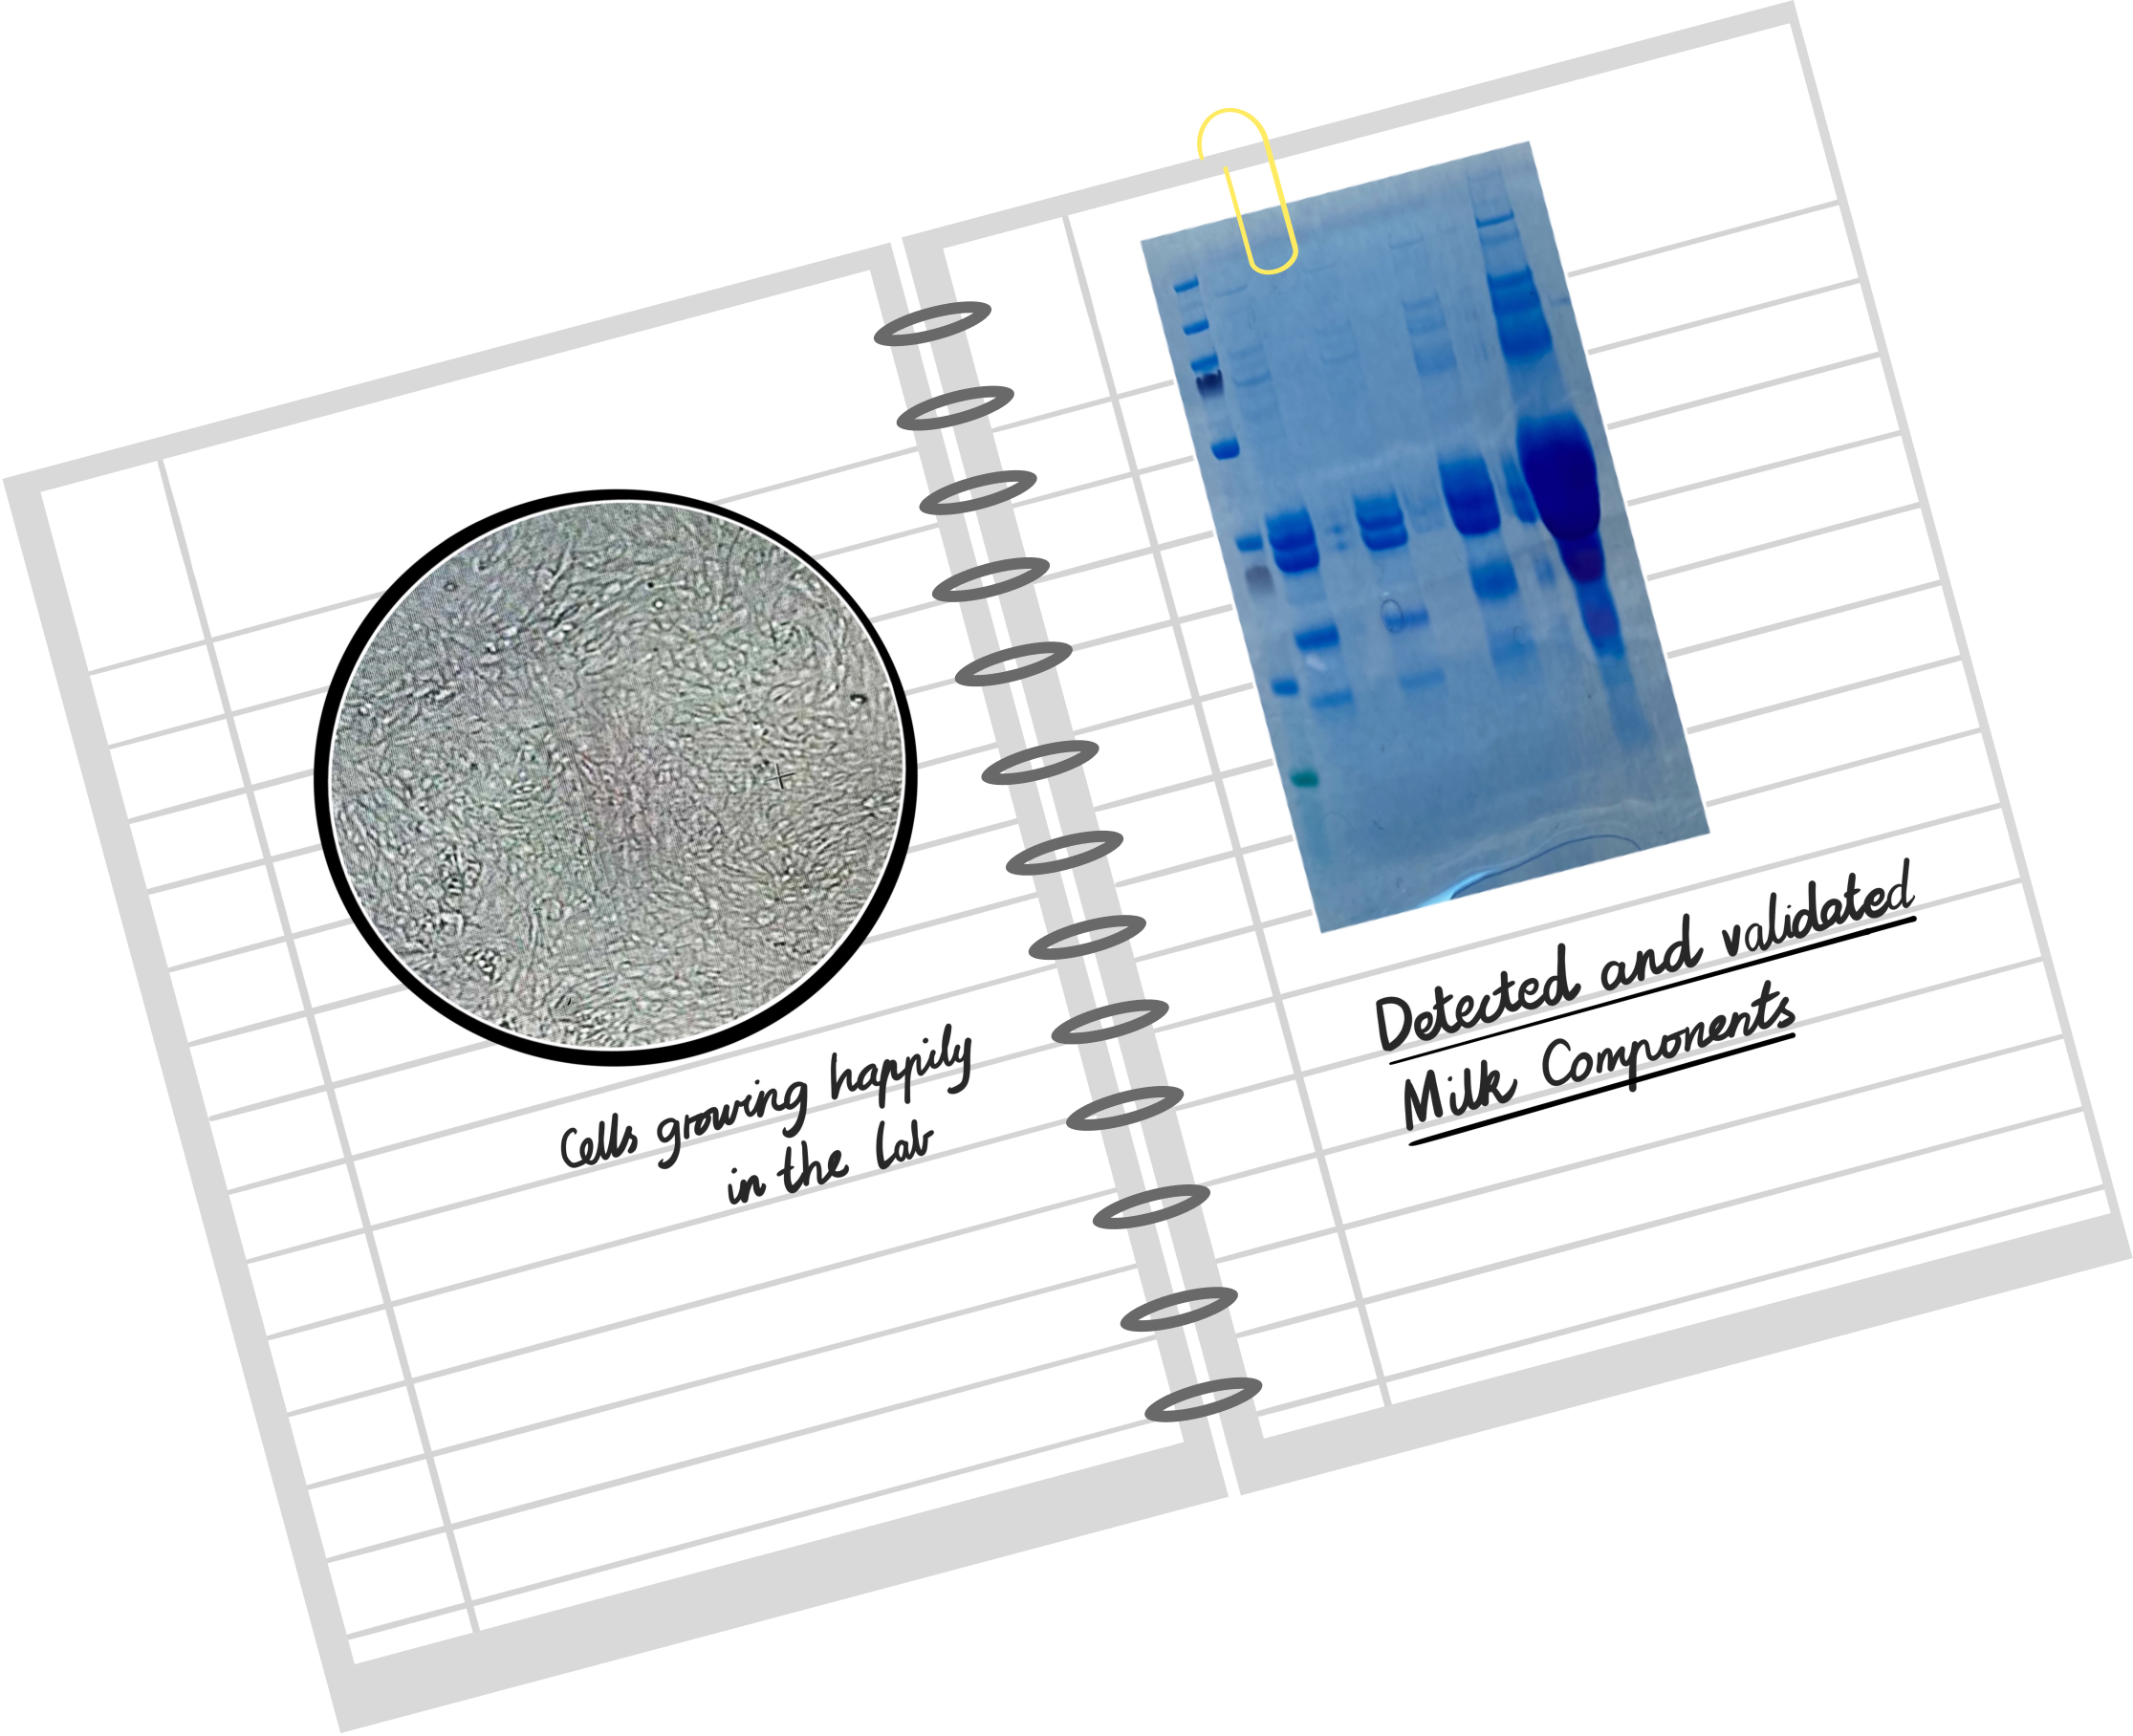 Cells growing happily
in the lab
Detected and validated
Milk Components